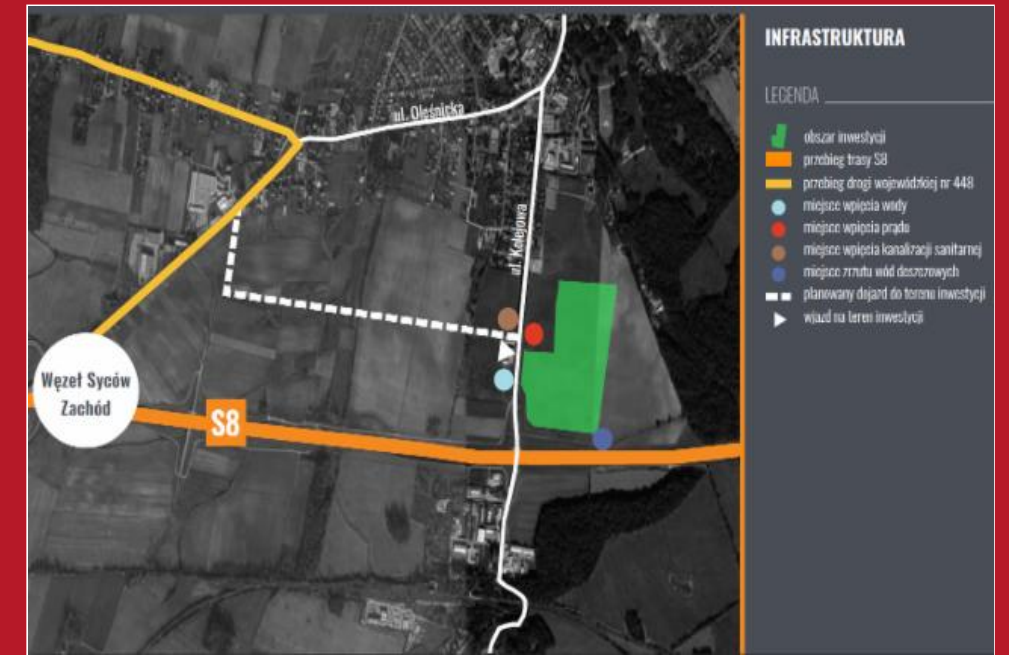 INFRASTRUKTURA
LEGENDA
obszar inwestycji
przebieg trasy S8
przebieg drogi wojewódzkiej nr 448
miejsce wpięcia wody
miejsce wpięcia prądu
miejsce wpięcia kanalizacji sanitarnej
miejsce zrzutu wód deszczowych
planowany dojazd do terenu inwestycji
wjazd na teren inwestycji
ul. Oleśnicka
ul. Kolejowa
Węzeł Syców
Zachód
S8